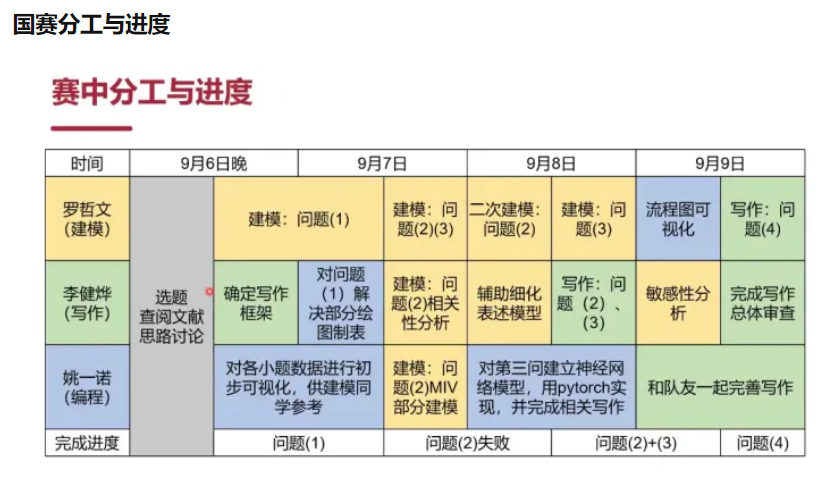 国赛分工与进度
赛中分工与进度
时间 9月6日晚 9月7日 9月8日 9月9日
罗哲文
(建模)
选题
查阅文献
思路讨论
建模：问题(1)
建模：问
题(2)(3)
二次建模：
问题(2)
建模：问
题(3)
流程图可
视化
写作：问
题(4)
李健烨
(写作)
确定写作
框架
对问题
（1）解
决部分绘
图制表
建模：问
题(2)相关
性分析
辅助细化
表述模型
写作：问
题（2）、
(3)
敏感性分
析
完成写作
总体审查
姚一诺
(编程)
对各小题数据进行初
步可视化，供建模同
学参考
建模：问
题(2)MIV
部分建模
对第三问建立神经网
络模型，用pytorch实
现，并完成相关写作
和队友一起完善写作
完成进度 问题(1) 问题(2)失败 问题(2)+(3) 问题(4)